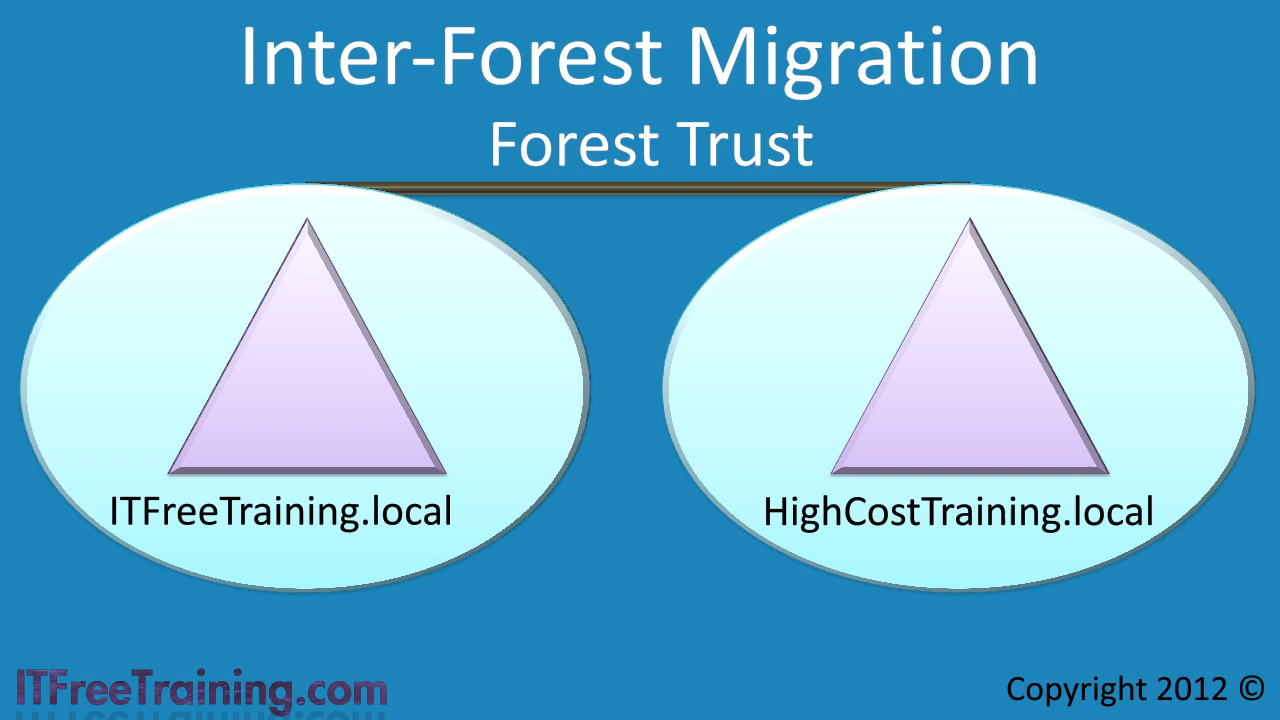 Inter-Forest Migration
Forest Trust
ITFreeTraining.local
HighCostTraining.local
ITFreeTraining.com
Copyright 2012 ©